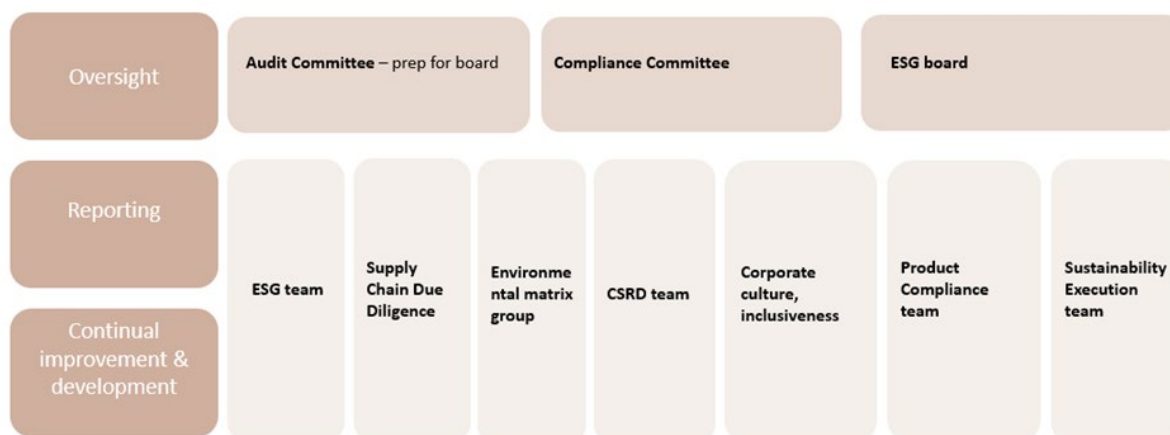 Oversight
Audit Committee – prep for board
Compliance Committee
ESG board
Reporting
Continual
improvement &
development
ESG team
Supply
Chain Due
Diligence
Environme
ntal matrix
group
CSRD team
Corporate
culture,
inclusiveness
Product
Compliance
team
Sustainability
Execution
team